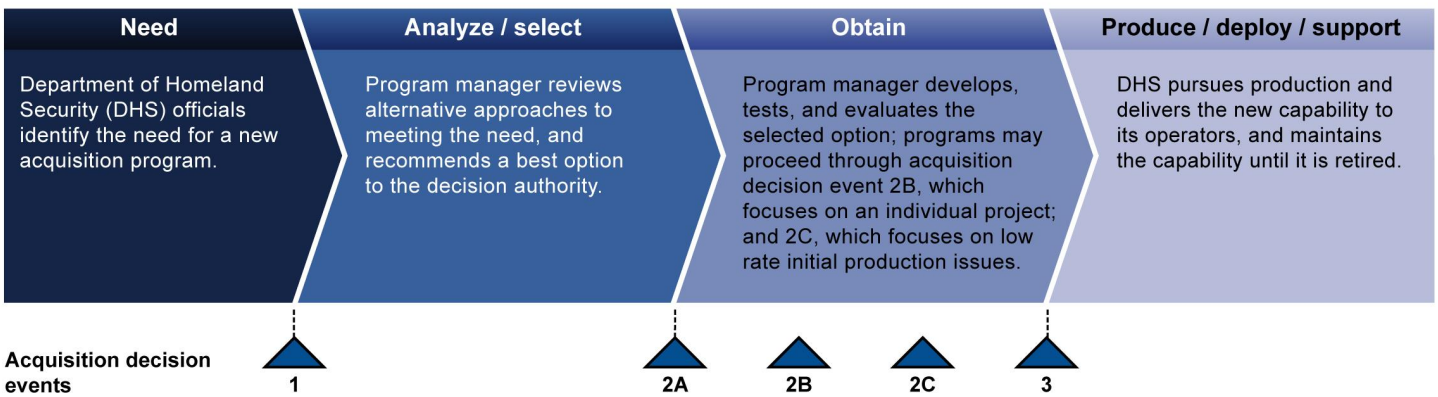 Need
Department of Homeland
Security (DHS) officials
identify the need for a new
acquisition program.
Analyze / select
Program manager reviews
alternative approaches to
meeting the need, and
recommends a best option
to the decision authority.
Obtain
Program manager develops,
tests, and evaluates the
selected option; programs may
proceed through acquisition
decision event 2B, which
focuses on an individual project;
and 2C, which focuses on low
rate initial production issues.
Produce / deploy / support
DHS pursues production and
delivers the new capability to
its operators, and maintains
the capability until it is retired.
Acquisition decision
events
1
2A
2B
2C
3